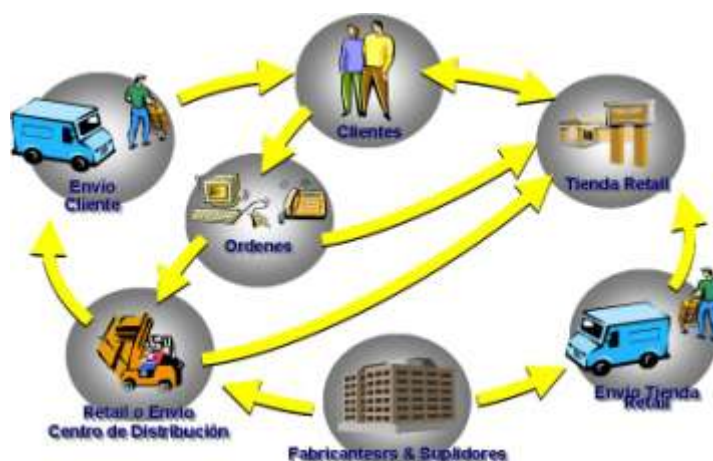 Clientes
Envio
Cliente
Tienda Retail
Ordenes
Retail o Envio
Centro de Distribución
Envio Tienda
Retail
Fabricantesrs & Suplidores